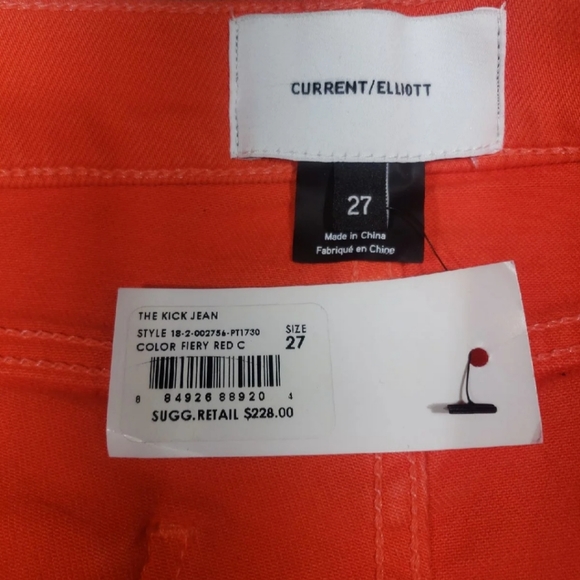 CURRENT/ELLIOTT
27
Made in China
Fabriqué en Chine
THE KICK JEAN
STYLE 18-2-002756-PT1730
COLOR FIERY RED C
SIZE
27
8 84926 88920 4
SUGG.RETAIL $228.00